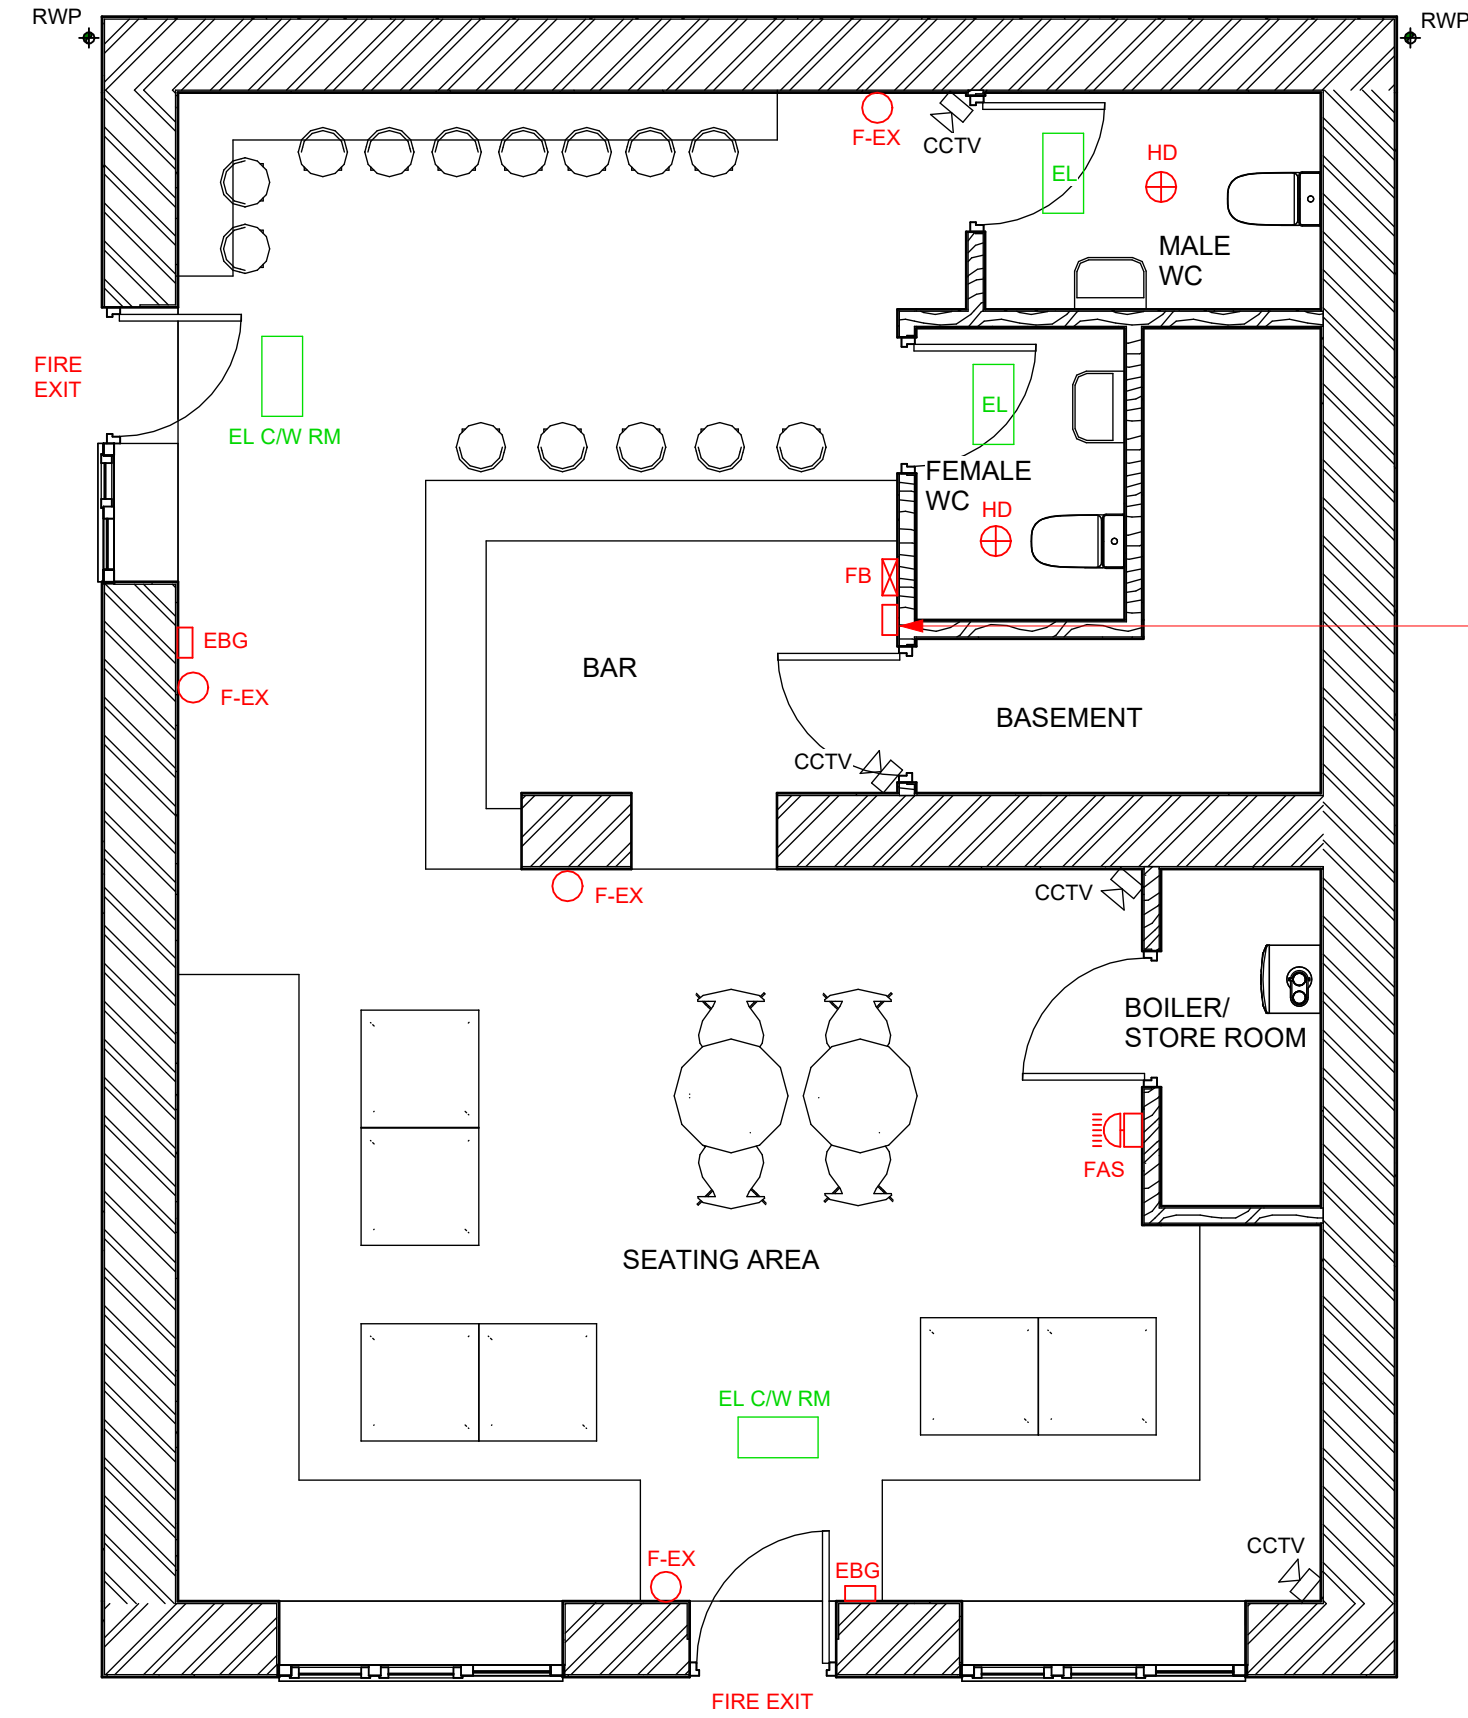 RWP
RWP
F-EX
CCTV
EL
HD
MALE
WC
FIRE
EXIT
EL C/W RM
EL
FEMALE
WC
HD
FB
EBG
F-EX
BAR
BASEMENT
CCTV
F-EX
CCTV
BOILER/
STORE ROOM
FAS
SEATING AREA
EL C/W RM
F-EX
EBG
CCTV
FIRE EXIT